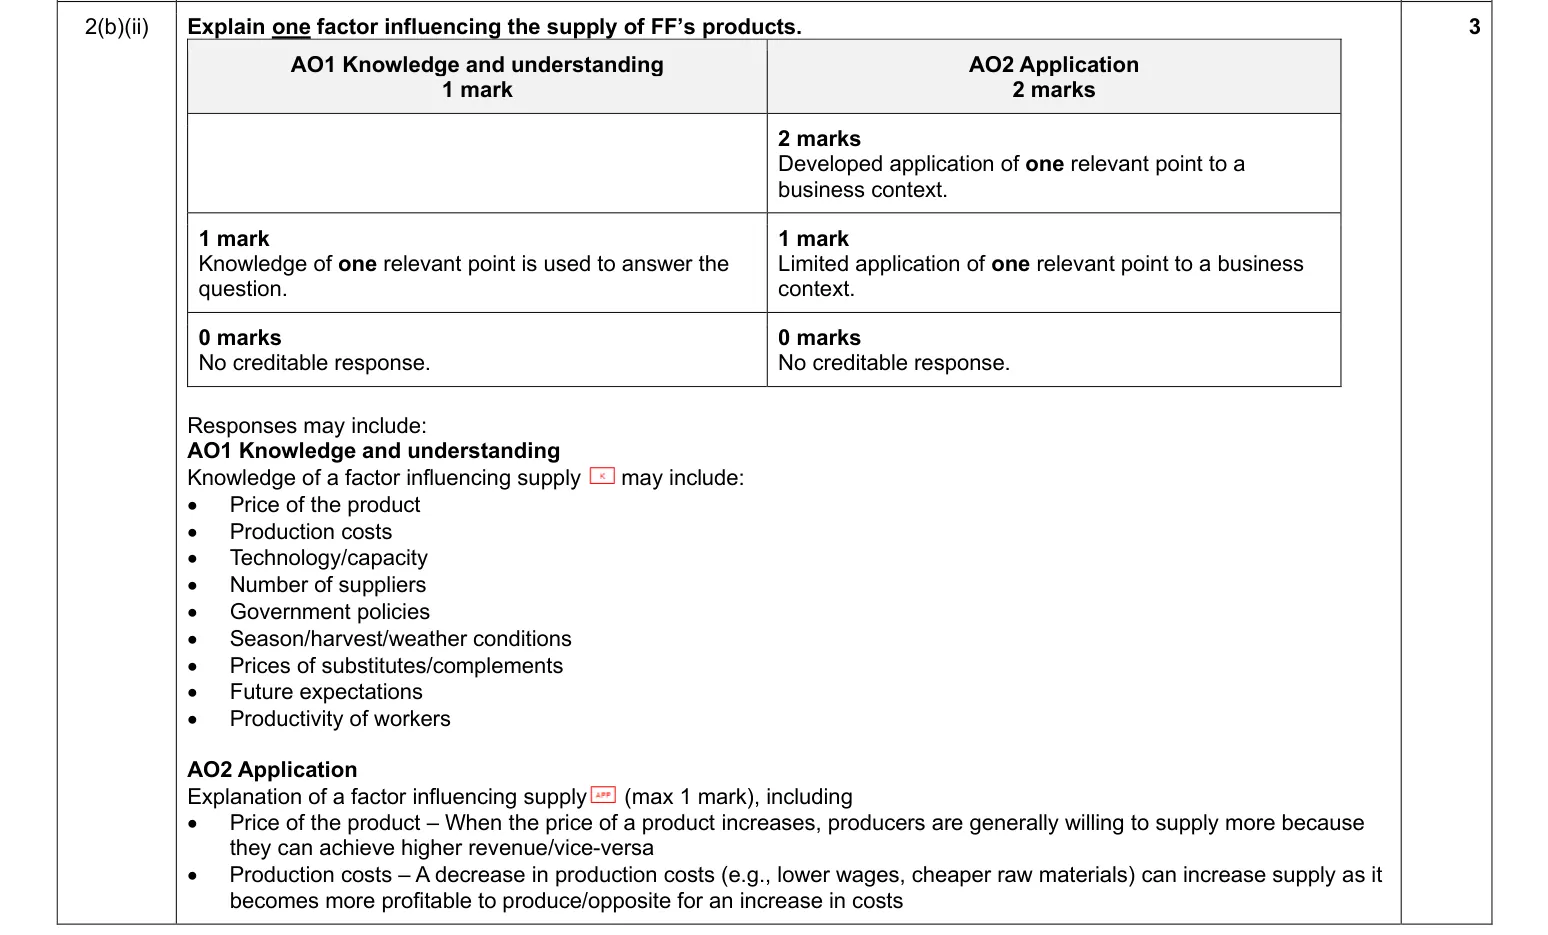 2(b)(ii) Explain one factor influencing the supply of FF’s products. 3
AO1 Knowledge and understanding
1 mark
AO2 Application
2 marks
2 marks
Developed application of one relevant point to a
business context.
1 mark
Knowledge of one relevant point is used to answer the
question.
1 mark
Limited application of one relevant point to a business
context.
0 marks
No creditable response.
0 marks
No creditable response.
Responses may include:
AO1 Knowledge and understanding
Knowledge of a factor influencing supply K may include:
• Price of the product
• Production costs
• Technology/capacity
• Number of suppliers
• Government policies
• Season/harvest/weather conditions
• Prices of substitutes/complements
• Future expectations
• Productivity of workers
AO2 Application
Explanation of a factor influencing supply APP (max 1 mark), including
• Price of the product – When the price of a product increases, producers are generally willing to supply more because
they can achieve higher revenue/vice-versa
• Production costs – A decrease in production costs (e.g., lower wages, cheaper raw materials) can increase supply as it
becomes more profitable to produce/opposite for an increase in costs